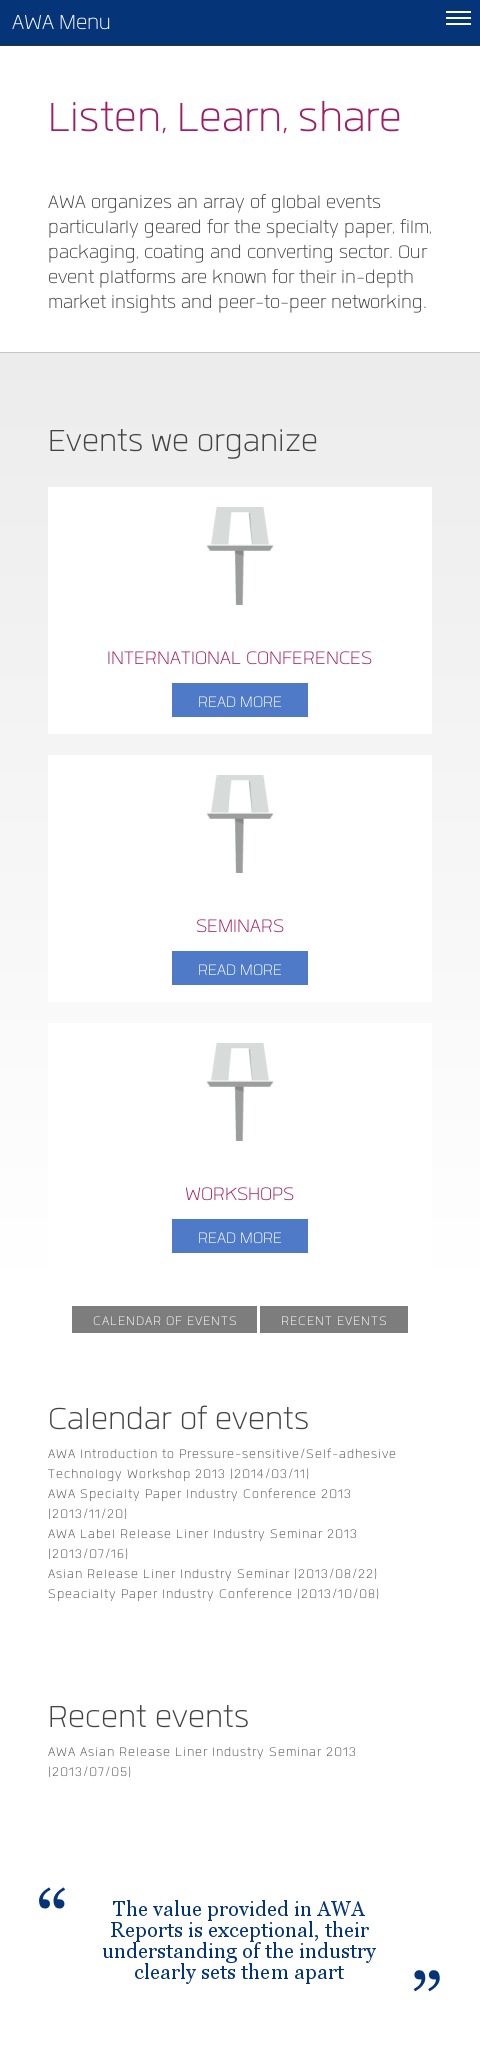 AWA Menu
Listen, Learn, share
AWA organizes an array of global events
particularly geared for the specialty paper, film,
packaging, coating and converting sector. Our
event platforms are known for their in-depth
market insights and peer-to-peer networking.
Events we organize
INTERNATIONAL CONFERENCES
READ MORE
SEMINARS
READ MORE
WORKSHOPS
READ MORE
CALENDAR OF EVENTS RECENT EVENTS
Calendar of events
AWA Introduction to Pressure-sensitive/Self-adhesive
Technology Workshop 2013 (2014/03/11)
AWA Specialty Paper Industry Conference 2013
(2013/11/20)
AWA Label Release Liner Industry Seminar 2013
(2013/07/16)
Asian Release Liner Industry Seminar (2013/08/22)
Speacialty Paper Industry Conference (2013/10/08)
Recent events
AWA Asian Release Liner Industry Seminar 2013
(2013/07/05)
“ The value provided in AWA
Reports is exceptional, their
understanding of the industry
clearly sets them apart ”